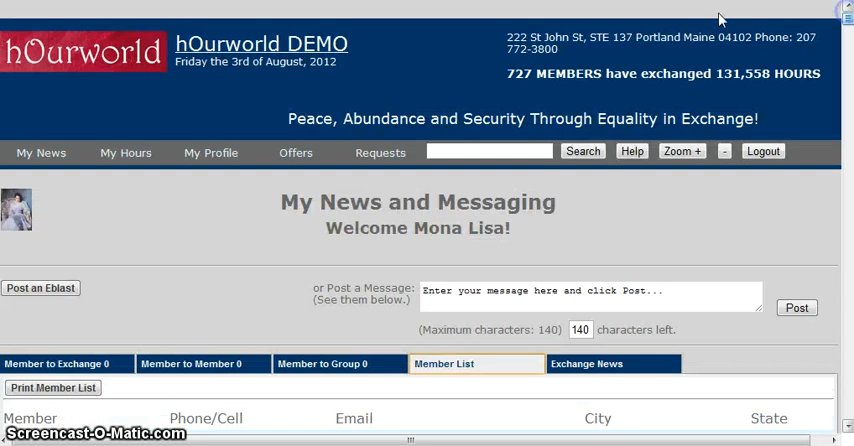 hOurworld
hOurworld DEMO
Friday the 3rd of August, 2012
222 St John St, STE 137 Portland Maine 04102 Phone: 207
772-3800
727 MEMBERS have exchanged 131,558 HOURS
Peace, Abundance and Security Through Equality in Exchange!
My News My Hours My Profile Offers Requests Search Help Zoom + - Logout
My News and Messaging
Welcome Mona Lisa!
Post an Eblast
or Post a Message:
(See them below.)
Enter your message here and click Post...
Post
(Maximum characters: 140) 140 characters left.
Member to Exchange 0 Member to Member 0 Member to Group 0 Member List Exchange News
Print Member List
Member Phone/Cell Email City State
Screencast-O-Matic.com